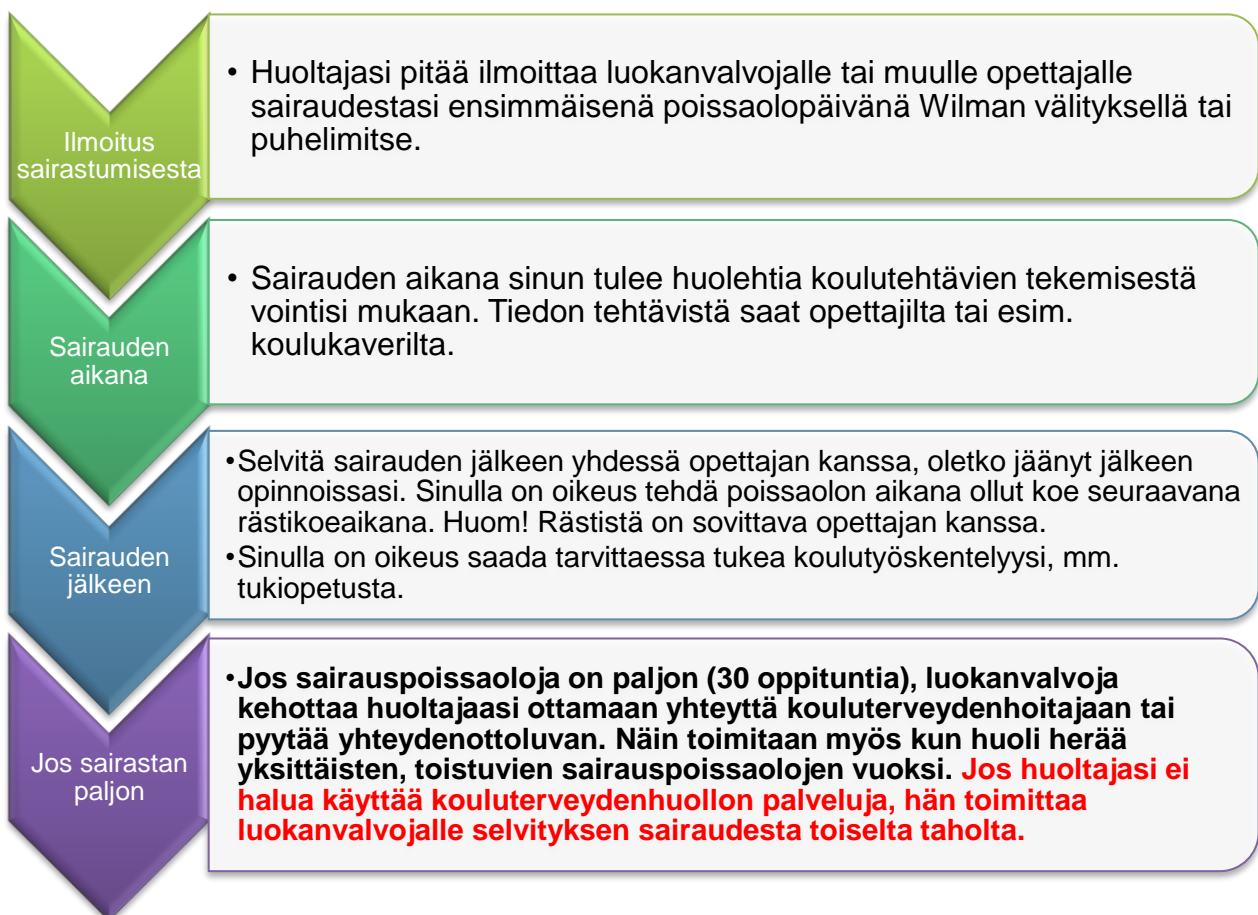 Ilmoitus
sairastumisesta
• Huoltajasi pitää ilmoittaa luokanvalvojalle tai muulle opettajalle
sairaudestasi ensimmäisenä poissaolopäivänä Wilman välityksellä tai
puhelimitse.
Sairauden
aikana
• Sairauden aikana sinun tulee huolehtia koulutehtävien tekemisestä
vointisi mukaan. Tiedon tehtävistä saat opettajilta tai esim.
koulukaverilta.
Sairauden
jälkeen
•Selvitä sairauden jälkeen yhdessä opettajan kanssa, oletko jäänyt jälkeen
opinnoissasi. Sinulla on oikeus tehdä poissaolon aikana ollut koe seuraavana
rästikoeaikana. Huom! Rästistä on sovittava opettajan kanssa.
•Sinulla on oikeus saada tarvittaessa tukea koulutyöskentelyysi, mm.
tukiopetusta.
Jos sairastan
paljon
•Jos sairauspoissaoloja on paljon (30 oppituntia), luokanvalvoja
kehottaa huoltajaasi ottamaan yhteyttä kouluterveydenhoitajaan tai
pyytää yhteydenottoluvan. Näin toimitaan myös kun huoli herää
yksittäisten, toistuvien sairauspoissaolojen vuoksi. Jos huoltajasi ei
halua käyttää kouluterveydenhuollon palveluja, hän toimittaa
luokanvalvojalle selvityksen sairaudesta toiselta taholta.